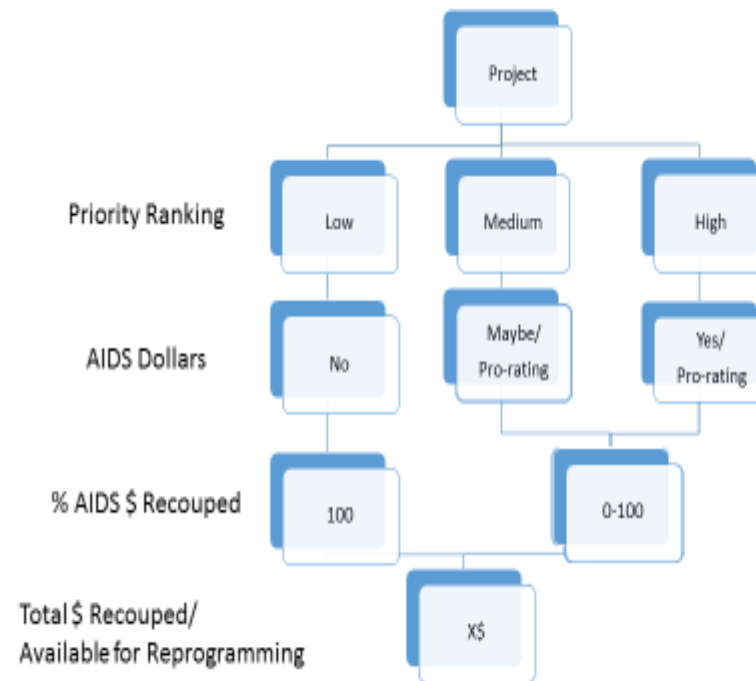 Project
Priority Ranking
Low
Medium
High
AIDS Dollars
No
Maybe/
Pro-rating
Yes/
Pro-rating
% AIDS $ Recouped
100
0-100
Total $ Recouped/
Available for Reprogramming
X$